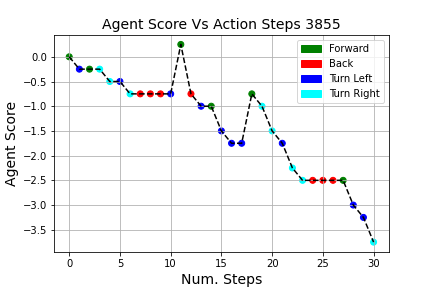 Agent Score Vs Action Steps 3855
Forward
Back
Turn Left
Turn Right
Agent Score
0.0
−0.5
−1.0
−1.5
−2.0
−2.5
−3.0
−3.5
0 5 10 15 20 25 30
Num. Steps